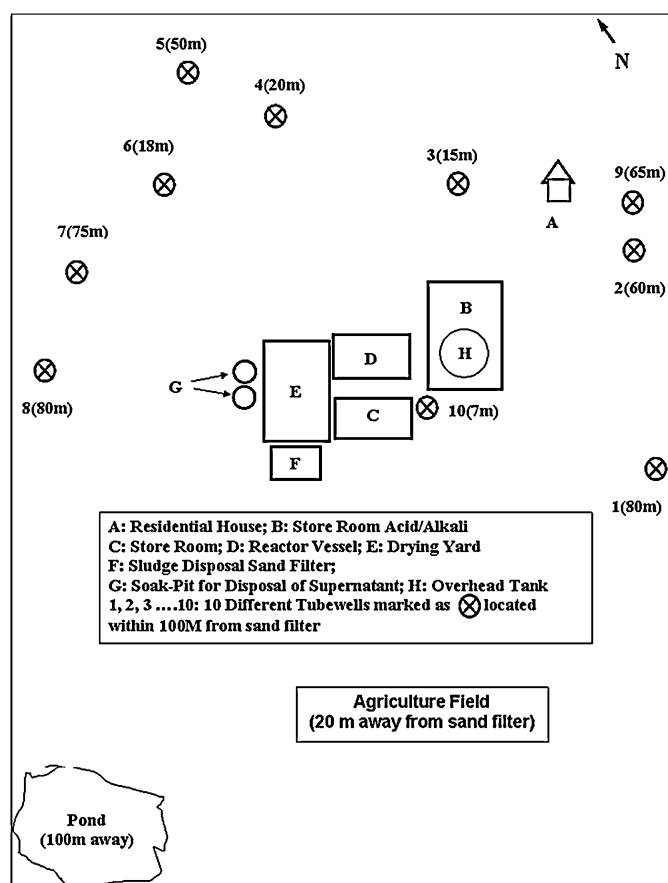 5(50m)
N
4(20m)
6(18m)
3(15m)
9(65m)
A
7(75m)
2(60m)
B
H
D
G
E
8(80m)
10(7m)
C
F
1(80m)
A: Residential House; B: Store Room Acid/Alkali
C: Store Room; D: Reactor Vessel; E: Drying Yard
F: Sludge Disposal Sand Filter;
G: Soak-Pit for Disposal of Supernatant; H: Overhead Tank
1, 2, 3 ….10: 10 Different Tubewells marked as located
within 100M from sand filter
Agriculture Field
(20 m away from sand filter)
Pond
(100m away)